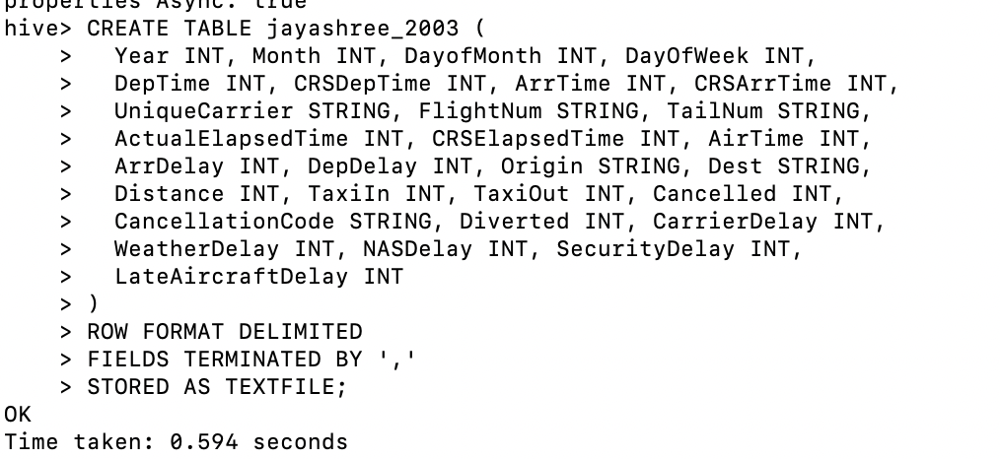 properties Async: true
hive> CREATE TABLE jayashree_2003 (
    >   Year INT, Month INT, DayofMonth INT, DayOfWeek INT,
    >   DepTime INT, CRSDepTime INT, ArrTime INT, CRSArrTime INT,
    >   UniqueCarrier STRING, FlightNum STRING, TailNum STRING,
    >   ActualElapsedTime INT, CRSElapsedTime INT, AirTime INT,
    >   ArrDelay INT, DepDelay INT, Origin STRING, Dest STRING,
    >   Distance INT, TaxiIn INT, TaxiOut INT, Cancelled INT,
    >   CancellationCode STRING, Diverted INT, CarrierDelay INT,
    >   WeatherDelay INT, NASDelay INT, SecurityDelay INT,
    >   LateAircraftDelay INT
    > )
    > ROW FORMAT DELIMITED
    > FIELDS TERMINATED BY ','
    > STORED AS TEXTFILE;
OK
Time taken: 0.594 seconds